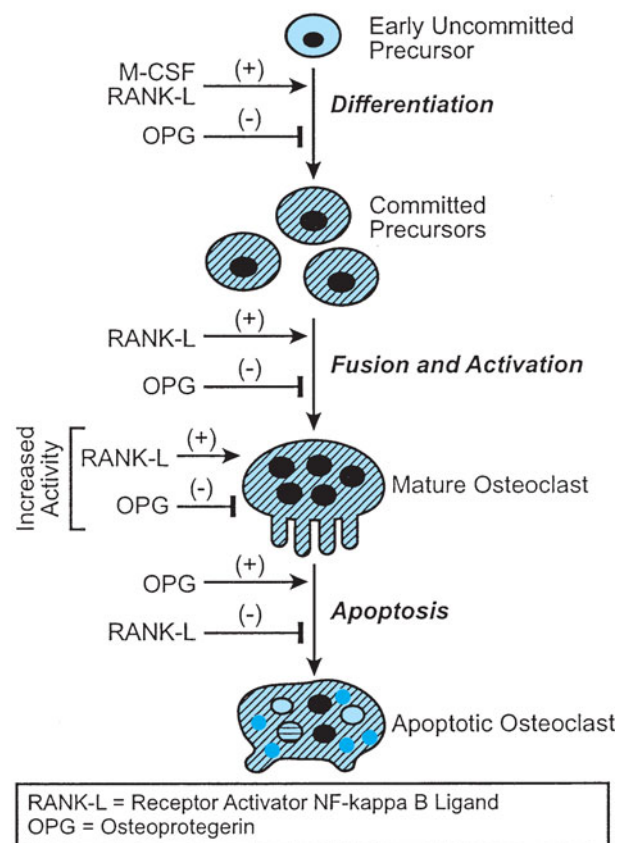 Early Uncommitted
Precursor
M-CSF (+)
RANK-L
Differentiation
OPG (-)
Committed
Precursors
RANK-L (+)
Fusion and Activation
OPG (-)
Increased
Activity
RANK-L (+)
Mature Osteoclast
OPG (-)
OPG (+)
Apoptosis
RANK-L (-)
Apoptotic Osteoclast
RANK-L = Receptor Activator NF-kappa B Ligand
OPG = Osteoprotegerin